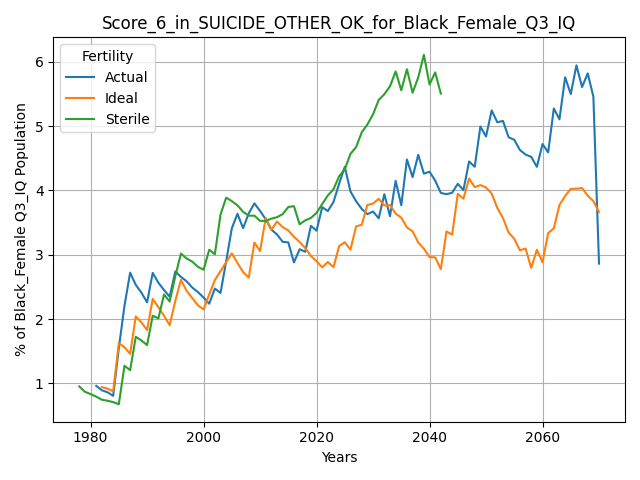 Score_6_in_SUICIDE_OTHER_OK_for_Black_Female_Q3_IQ
Fertility
Actual
Ideal
Sterile
% of Black_Female Q3_IQ Population
6
5
4
3
2
1
1980 2000 2020 2040 2060
Years